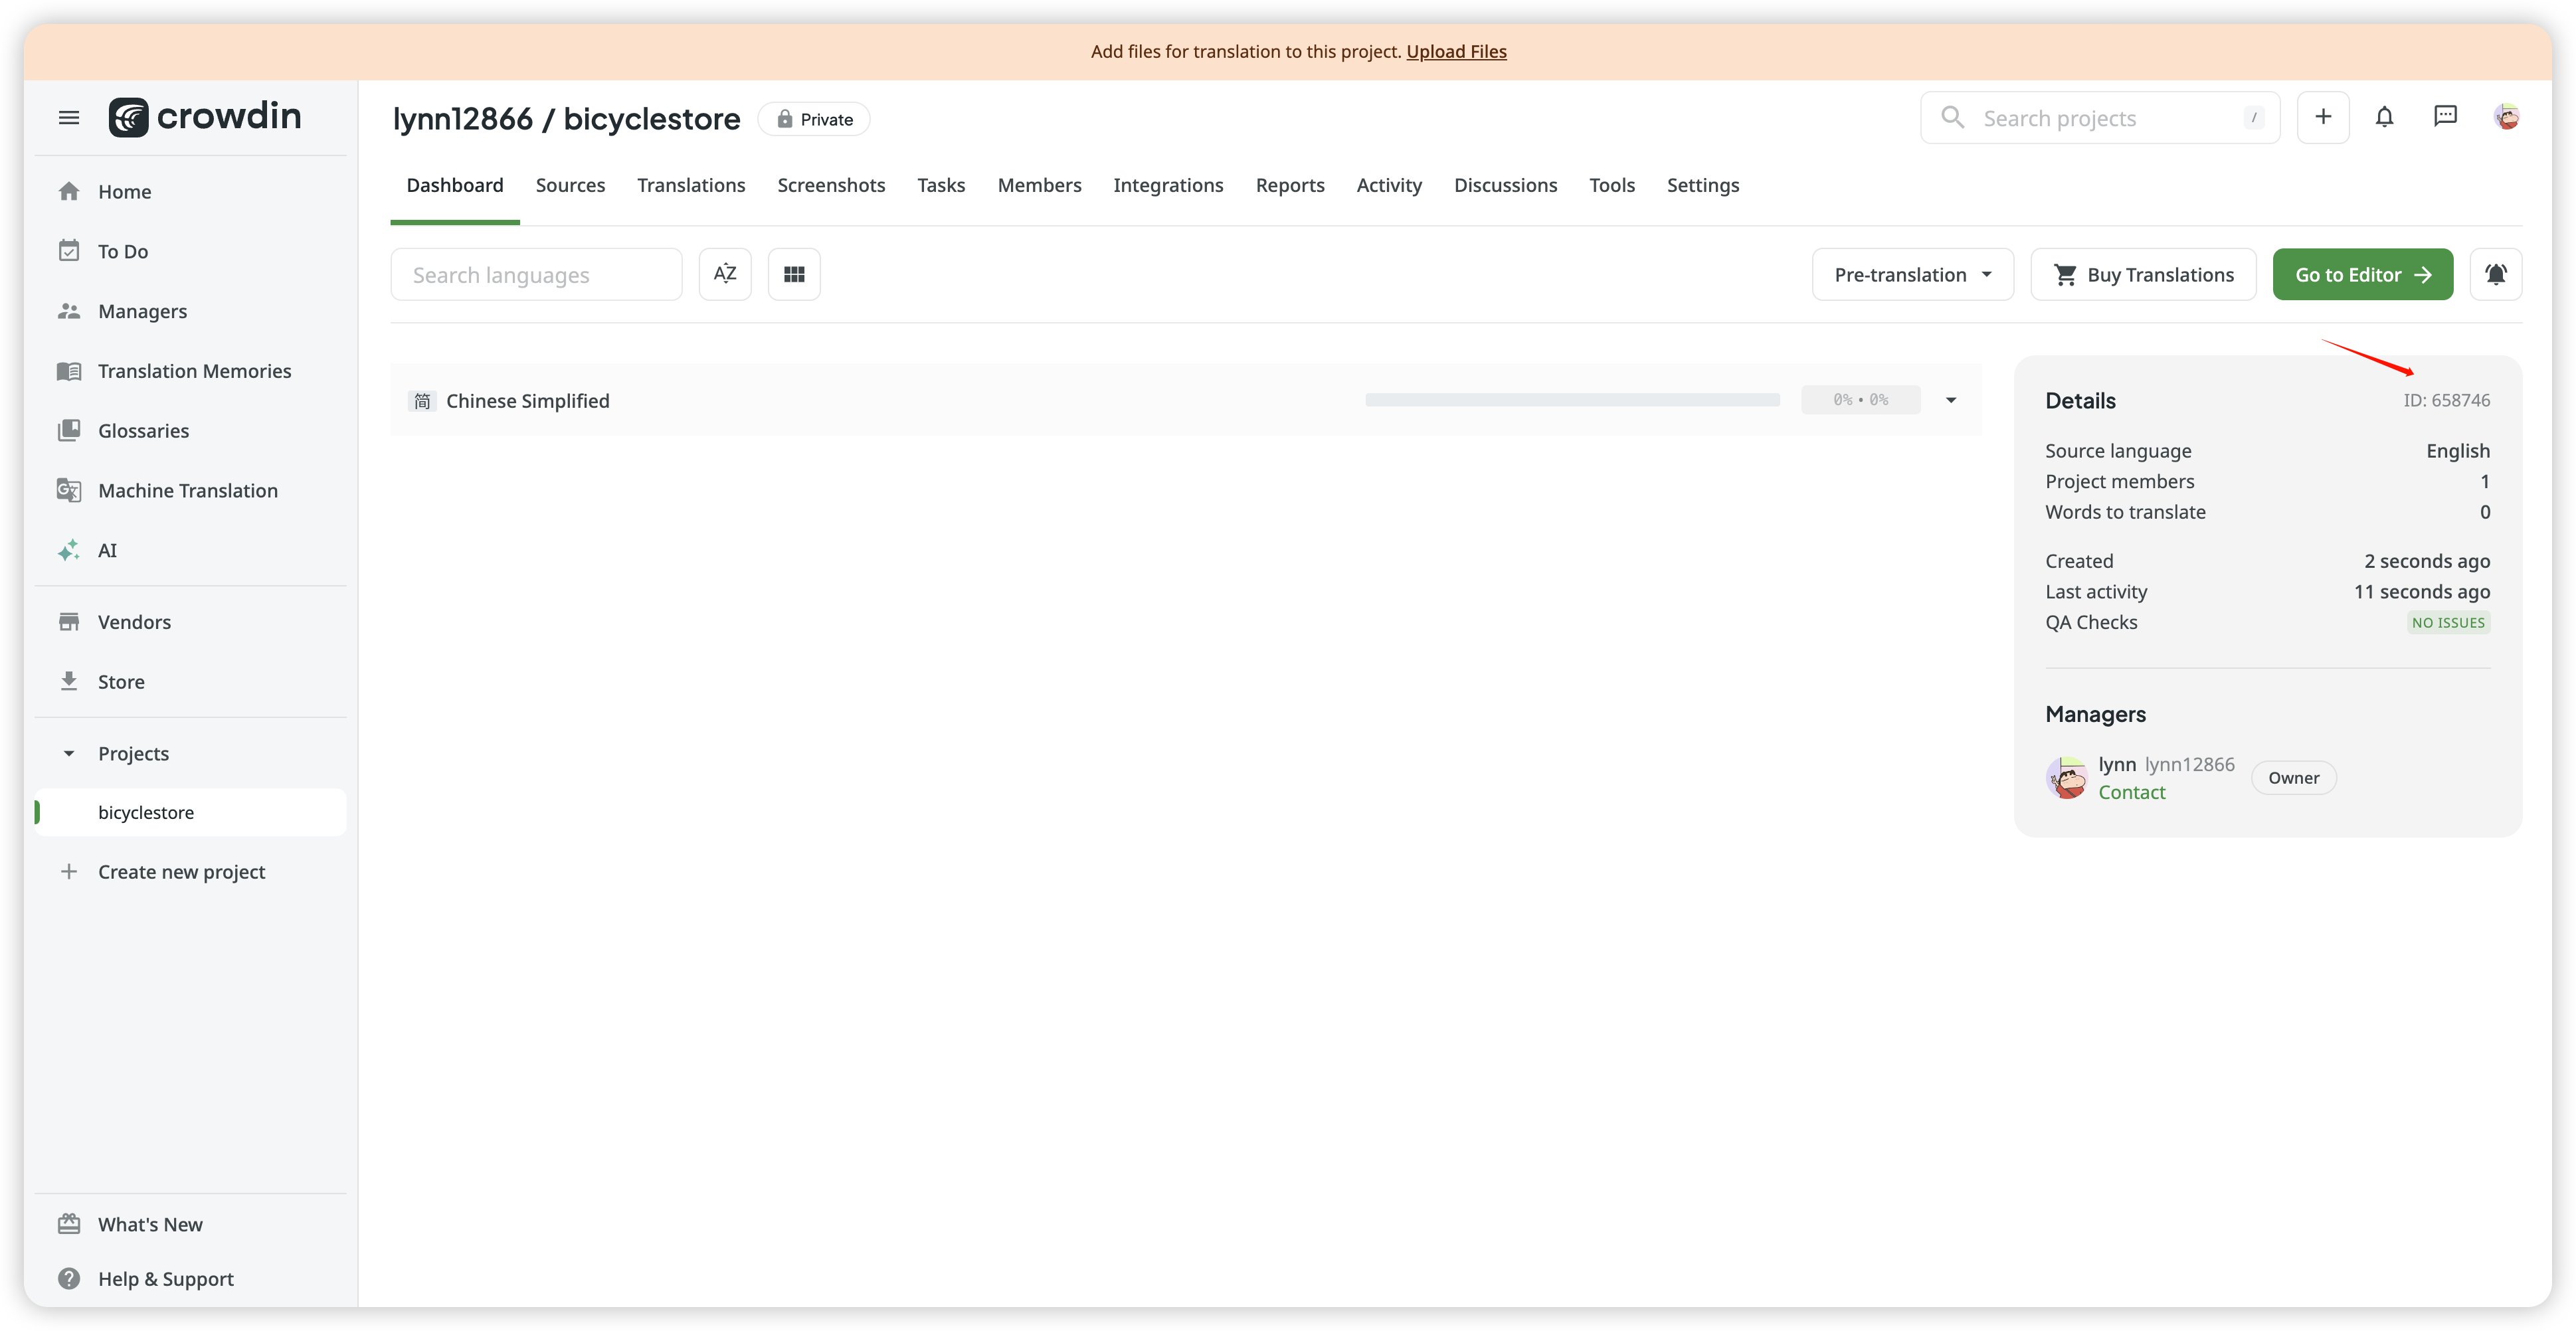 Add files for translation to this project. Upload Files
crowdin
lynn12866 / bicyclestore
Private
Search projects
/
Dashboard
Sources
Translations
Screenshots
Tasks
Members
Integrations
Reports
Activity
Discussions
Tools
Settings
Home
To Do
Managers
Translation Memories
Glossaries
Machine Translation
AI
Vendors
Store
Projects
bicyclestore
Create new project
What's New
Help & Support
Search languages
AZ
Pre-translation
Buy Translations
Go to Editor
简 Chinese Simplified
0% • 0%
Details
ID: 658746
Source language English
Project members 1
Words to translate 0
Created 2 seconds ago
Last activity 11 seconds ago
QA Checks NO ISSUES
Managers
lynn lynn12866
Contact
Owner